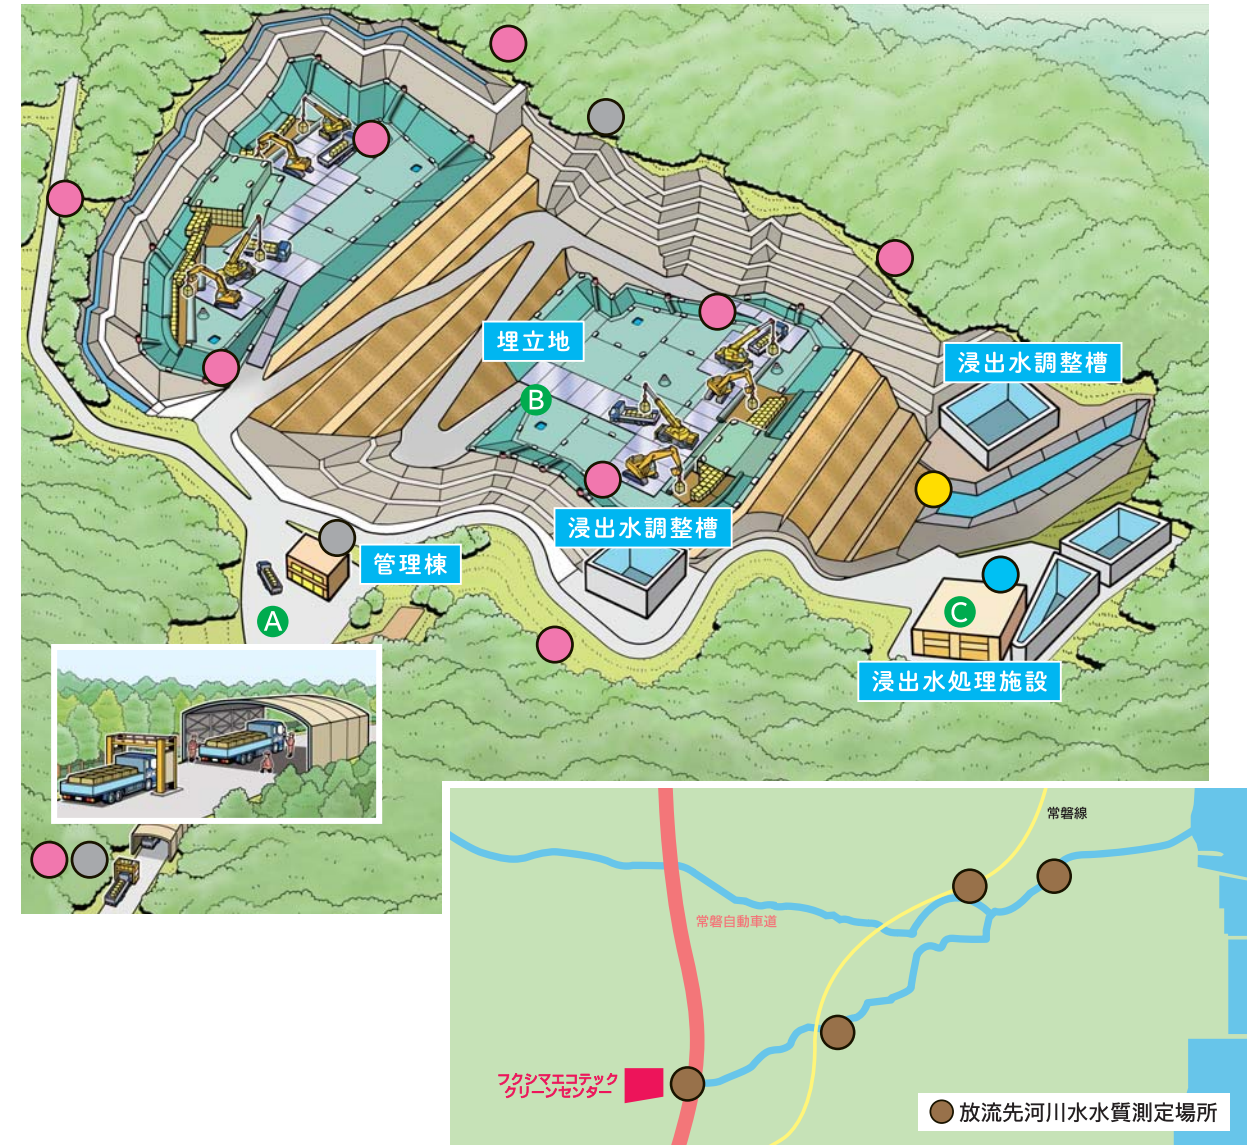 埋立地
浸出水調整槽
B
浸出水調整槽
管理棟
A
C
浸出水処理施設
常磐線
常磐自動車道
フクシマエコテック
クリーンセンター
放流先河川水水質測定場所